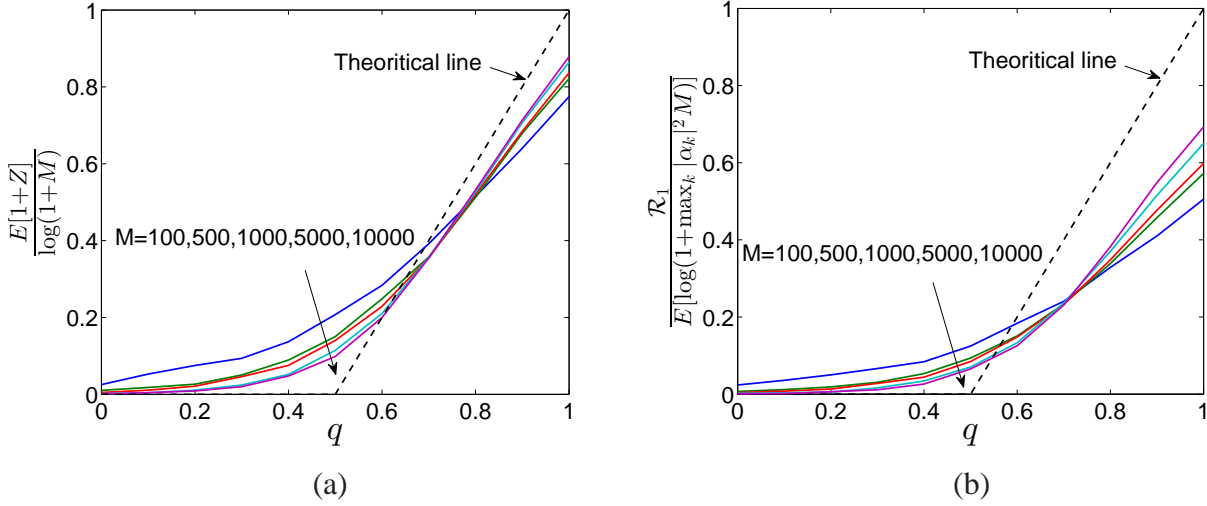 1
0.8
0.6
0.4
0.2
0
0 0.2 0.4 0.6 0.8 1
E[1+Z]
log(1+M)
Theoritical line
M=100,500,1000,5000,10000
q
(a)
1
0.8
0.6
0.4
0.2
0
0 0.2 0.4 0.6 0.8 1
R₁
E[log(1+max_k |α_k|² M)]
Theoritical line
M=100,500,1000,5000,10000
q
(b)